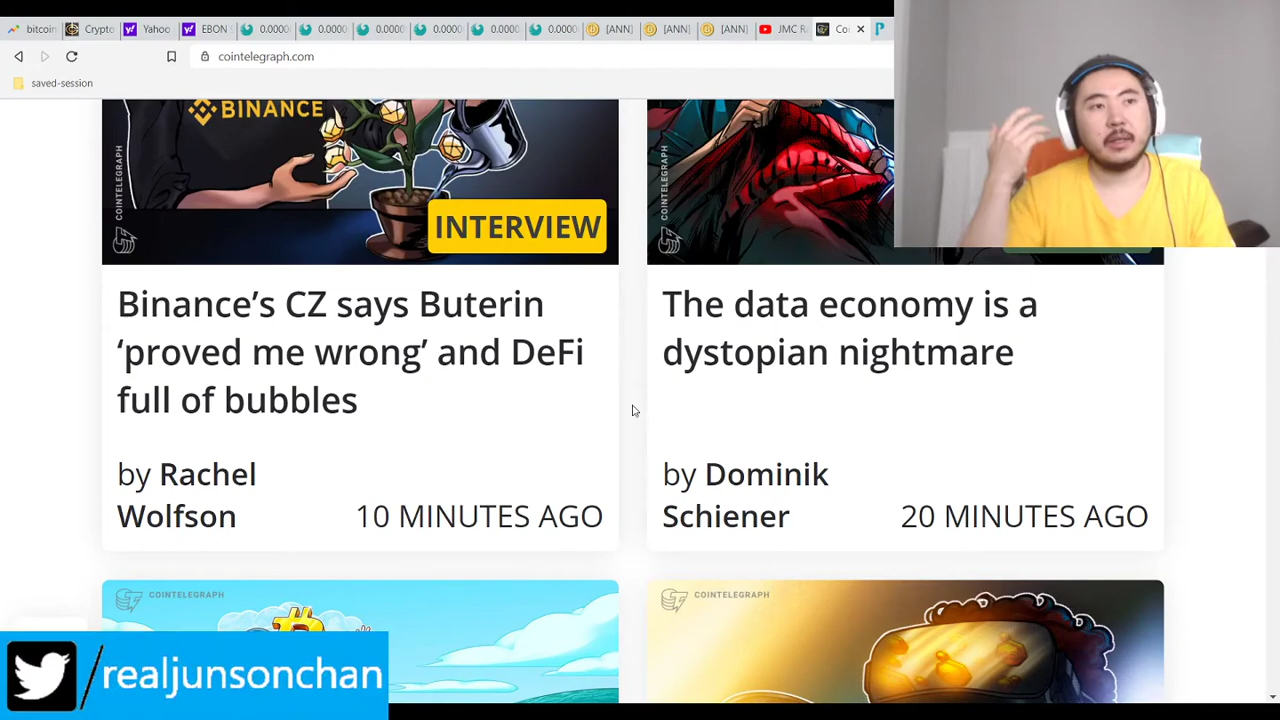 bitcoin
Crypto
Yahoo
EBON
0.0000
0.0000
0.0000
0.0000
0.0000
0.0000
[ANN]
[ANN]
[ANN]
JMC R
Co
cointelegraph.com
saved-session
BINANCE
COINTELEGRAPH
INTERVIEW
COINTELEGRAPH
Binance’s CZ says Buterin
‘proved me wrong’ and DeFi
full of bubbles
by Rachel
Wolfson
10 MINUTES AGO
The data economy is a
dystopian nightmare
by Dominik
Schiener
20 MINUTES AGO
COINTELEGRAPH
COINTELEGRAPH
/realjunsonchan